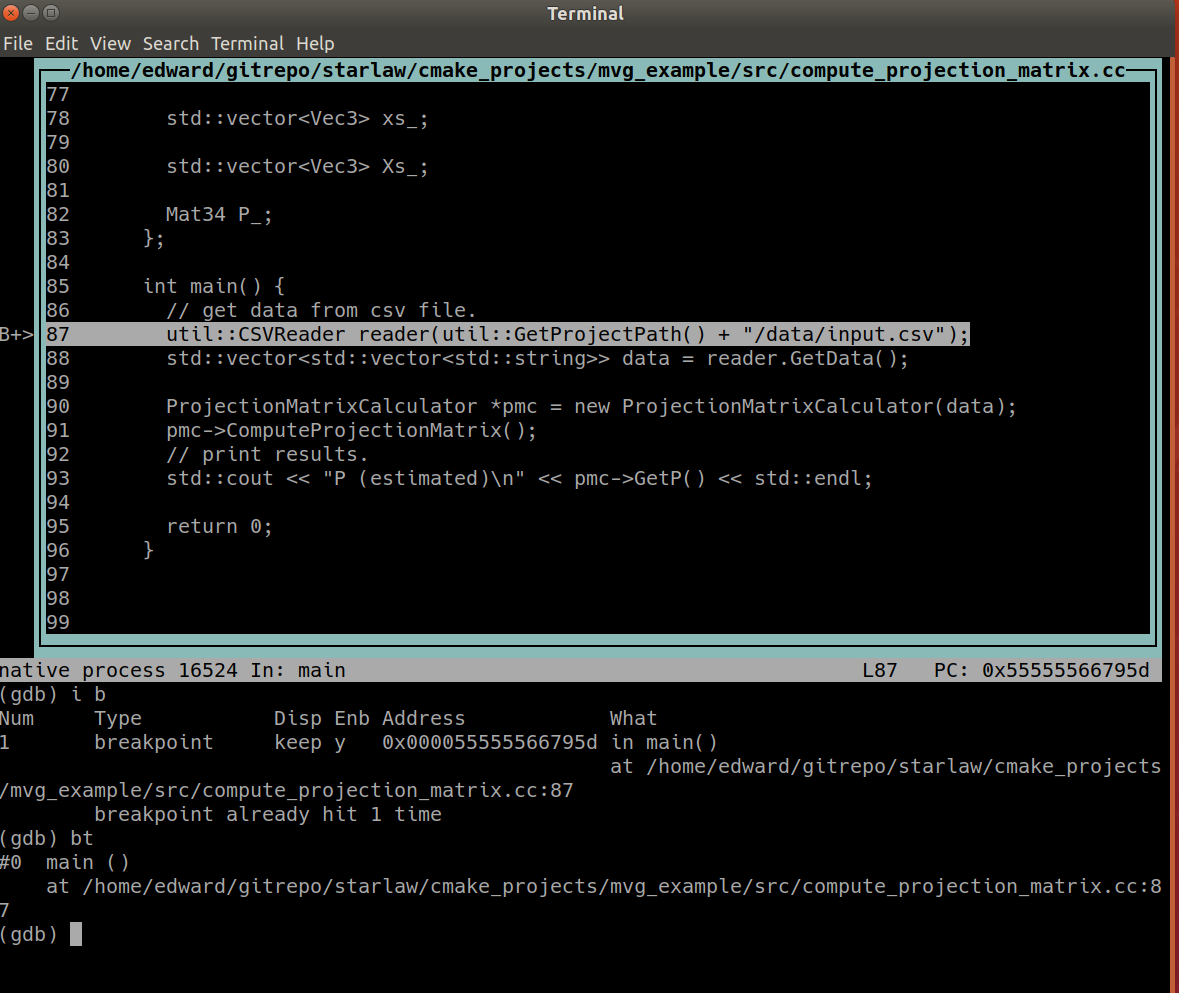 Terminal
File Edit View Search Terminal Help
/home/edward/gitrepo/starlaw/cmake_projects/mvg_example/src/compute_projection_matrix.cc
77
78        std::vector<Vec3> xs_;
79
80        std::vector<Vec3> Xs_;
81
82        Mat34 P_;
83      };
84
85      int main() {
86        // get data from csv file.
B+> 87        util::CSVReader reader(util::GetProjectPath() + "/data/input.csv");
88        std::vector<std::vector<std::string>> data = reader.GetData();
89
90        ProjectionMatrixCalculator *pmc = new ProjectionMatrixCalculator(data);
91        pmc->ComputeProjectionMatrix();
92        // print results.
93        std::cout << "P (estimated)\n" << pmc->GetP() << std::endl;
94
95        return 0;
96      }
97
98
99
native process 16524 In: main                                           L87   PC: 0x55555566795d
(gdb) i b
Num     Type           Disp Enb Address            What
1       breakpoint     keep y   0x000055555566795d in main()
                                                   at /home/edward/gitrepo/starlaw/cmake_projects
/mvg_example/src/compute_projection_matrix.cc:87
        breakpoint already hit 1 time
(gdb) bt
#0  main ()
    at /home/edward/gitrepo/starlaw/cmake_projects/mvg_example/src/compute_projection_matrix.cc:8
7
(gdb)